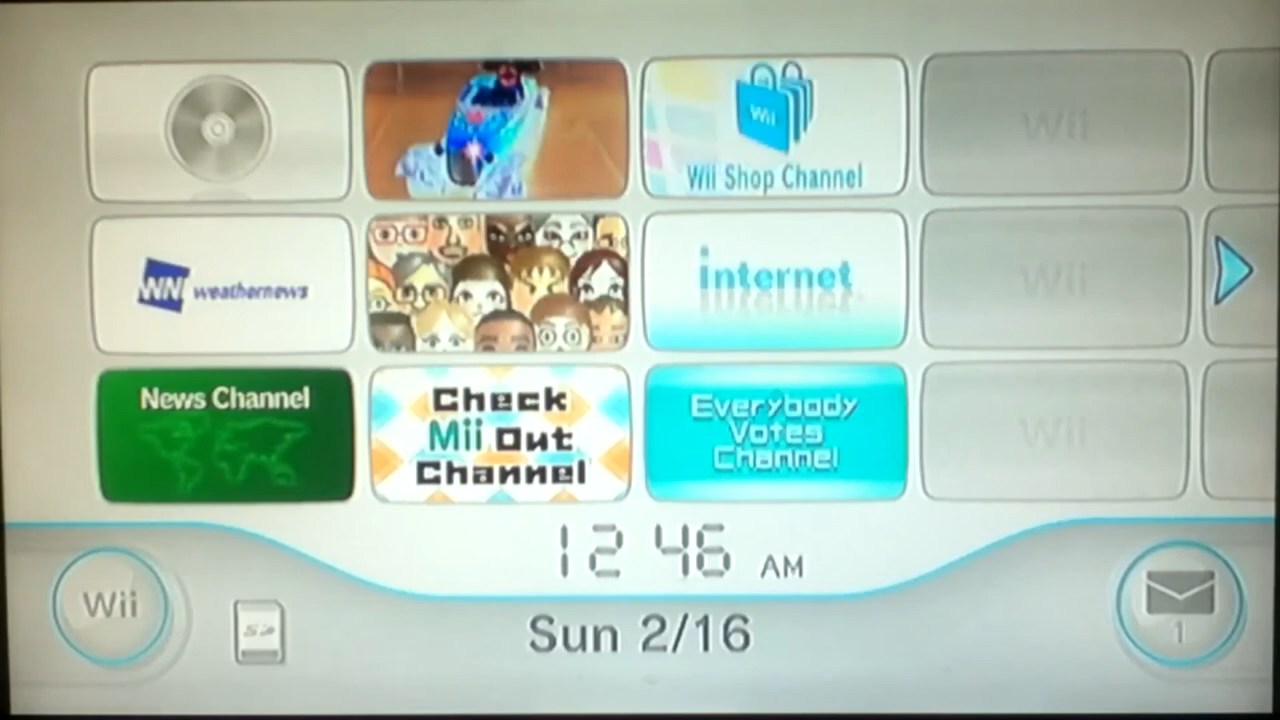 Wii
Wii Shop Channel
Wii
WN weathernews
internet
Wii
News Channel
Check
Mii Out
Channel
Everybody
Votes
Channel
Wii
12 46 AM
Wii
SD
Sun 2/16
1